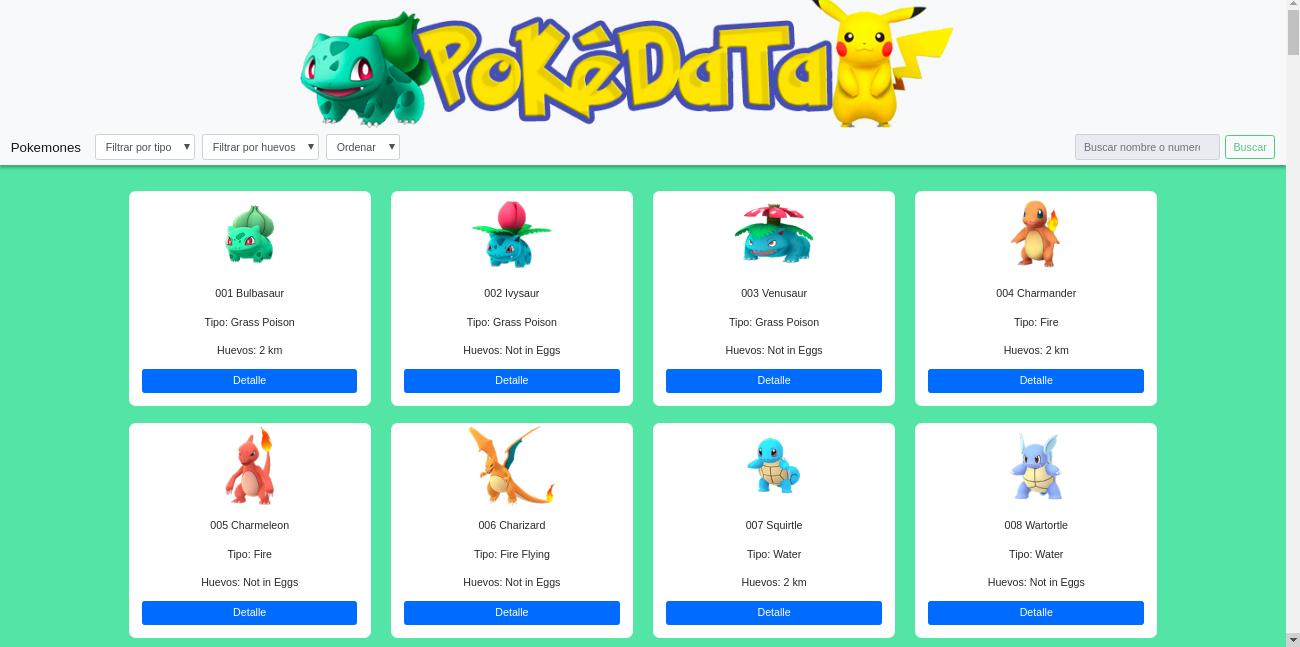 PoKéDaTa
Pokemones
Filtrar por tipo
Filtrar por huevos
Ordenar
Buscar nombre o numero
Buscar
001 Bulbasaur
Tipo: Grass Poison
Huevos: 2 km
Detalle
002 Ivysaur
Tipo: Grass Poison
Huevos: Not in Eggs
Detalle
003 Venusaur
Tipo: Grass Poison
Huevos: Not in Eggs
Detalle
004 Charmander
Tipo: Fire
Huevos: 2 km
Detalle
005 Charmeleon
Tipo: Fire
Huevos: Not in Eggs
Detalle
006 Charizard
Tipo: Fire Flying
Huevos: Not in Eggs
Detalle
007 Squirtle
Tipo: Water
Huevos: 2 km
Detalle
008 Wartortle
Tipo: Water
Huevos: Not in Eggs
Detalle